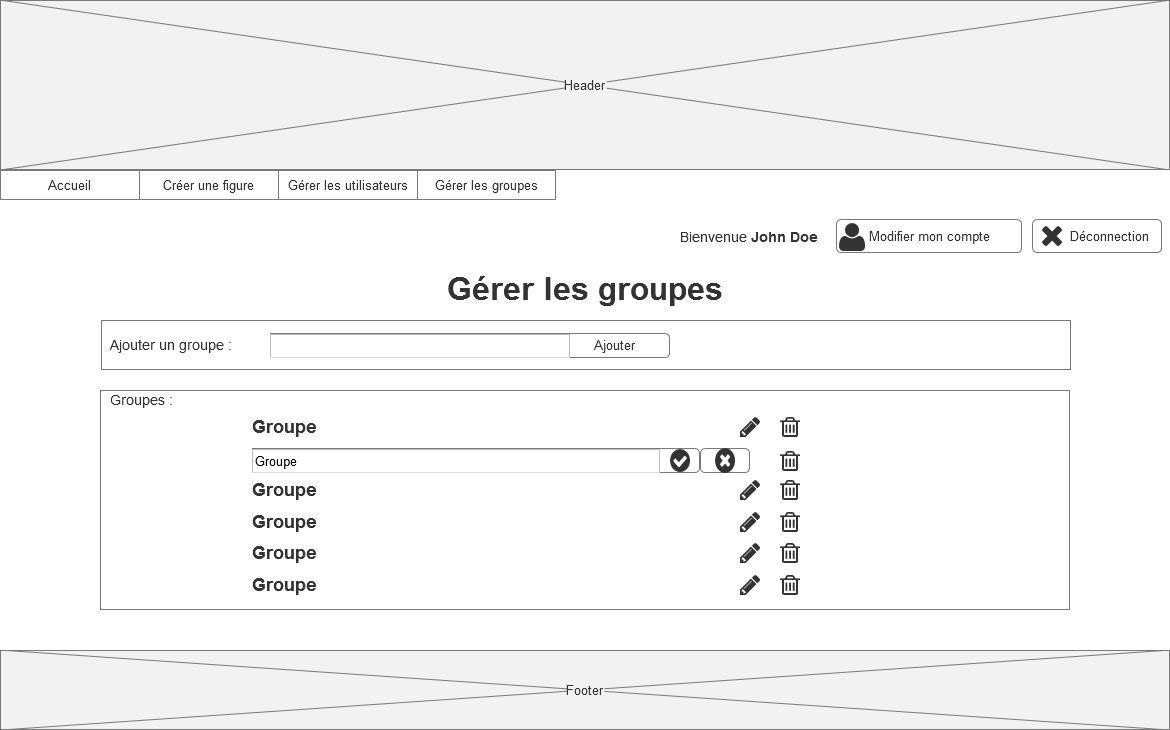 Header
Accueil Créer une figure Gérer les utilisateurs Gérer les groupes
Bienvenue John Doe Modifier mon compte Déconnection
Gérer les groupes
Ajouter un groupe : Ajouter
Groupes :
Groupe
Groupe
Groupe
Groupe
Groupe
Groupe
Footer